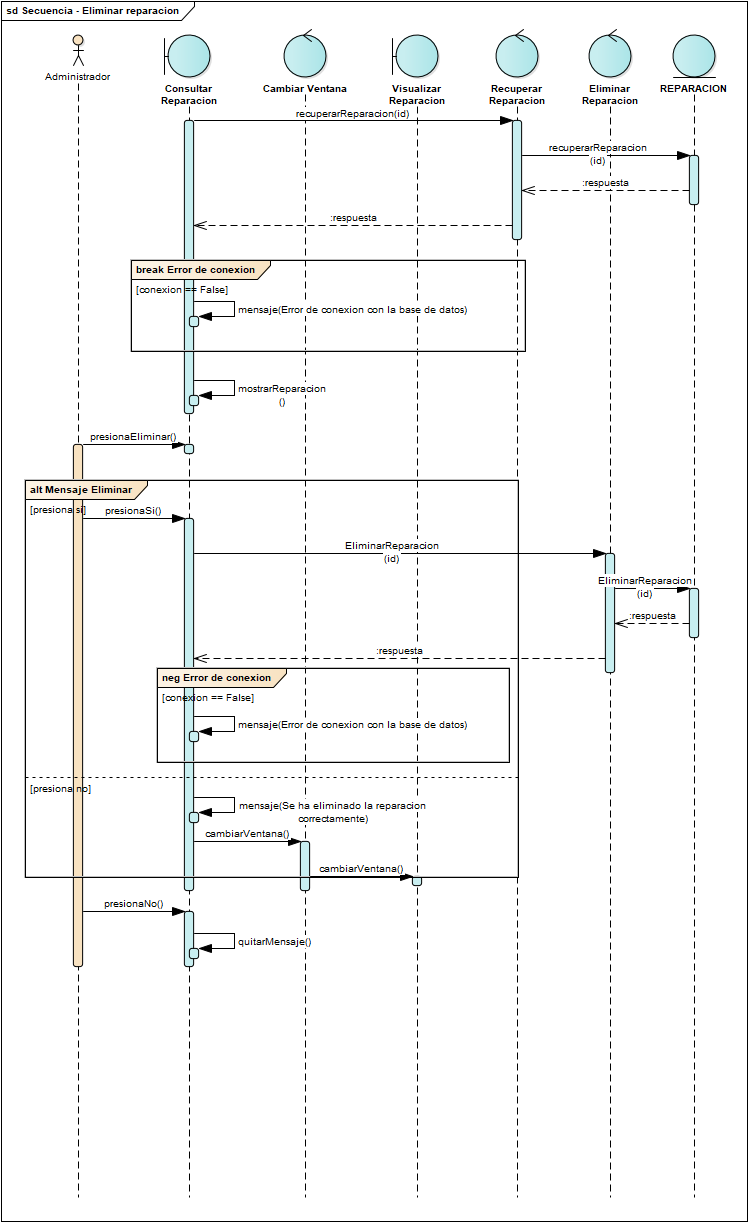 sd Secuencia - Eliminar reparacion
Administrador
Consultar
Reparacion
Cambiar Ventana
Visualizar
Reparacion
Recuperar
Reparacion
Eliminar
Reparacion
REPARACION
recuperarReparacion(id)
recuperarReparacion
(id)
:respuesta
:respuesta
break Error de conexion
[conexion == False]
mensaje(Error de conexion con la base de datos)
mostrarReparacion
()
presionaEliminar()
alt Mensaje Eliminar
[presiona si]
presionaSi()
EliminarReparacion
(id)
EliminarReparacion
(id)
:respuesta
:respuesta
neg Error de conexion
[conexion == False]
mensaje(Error de conexion con la base de datos)
[presiona no]
mensaje(Se ha eliminado la reparacion
correctamente)
cambiarVentana()
cambiarVentana()
presionaNo()
quitarMensaje()